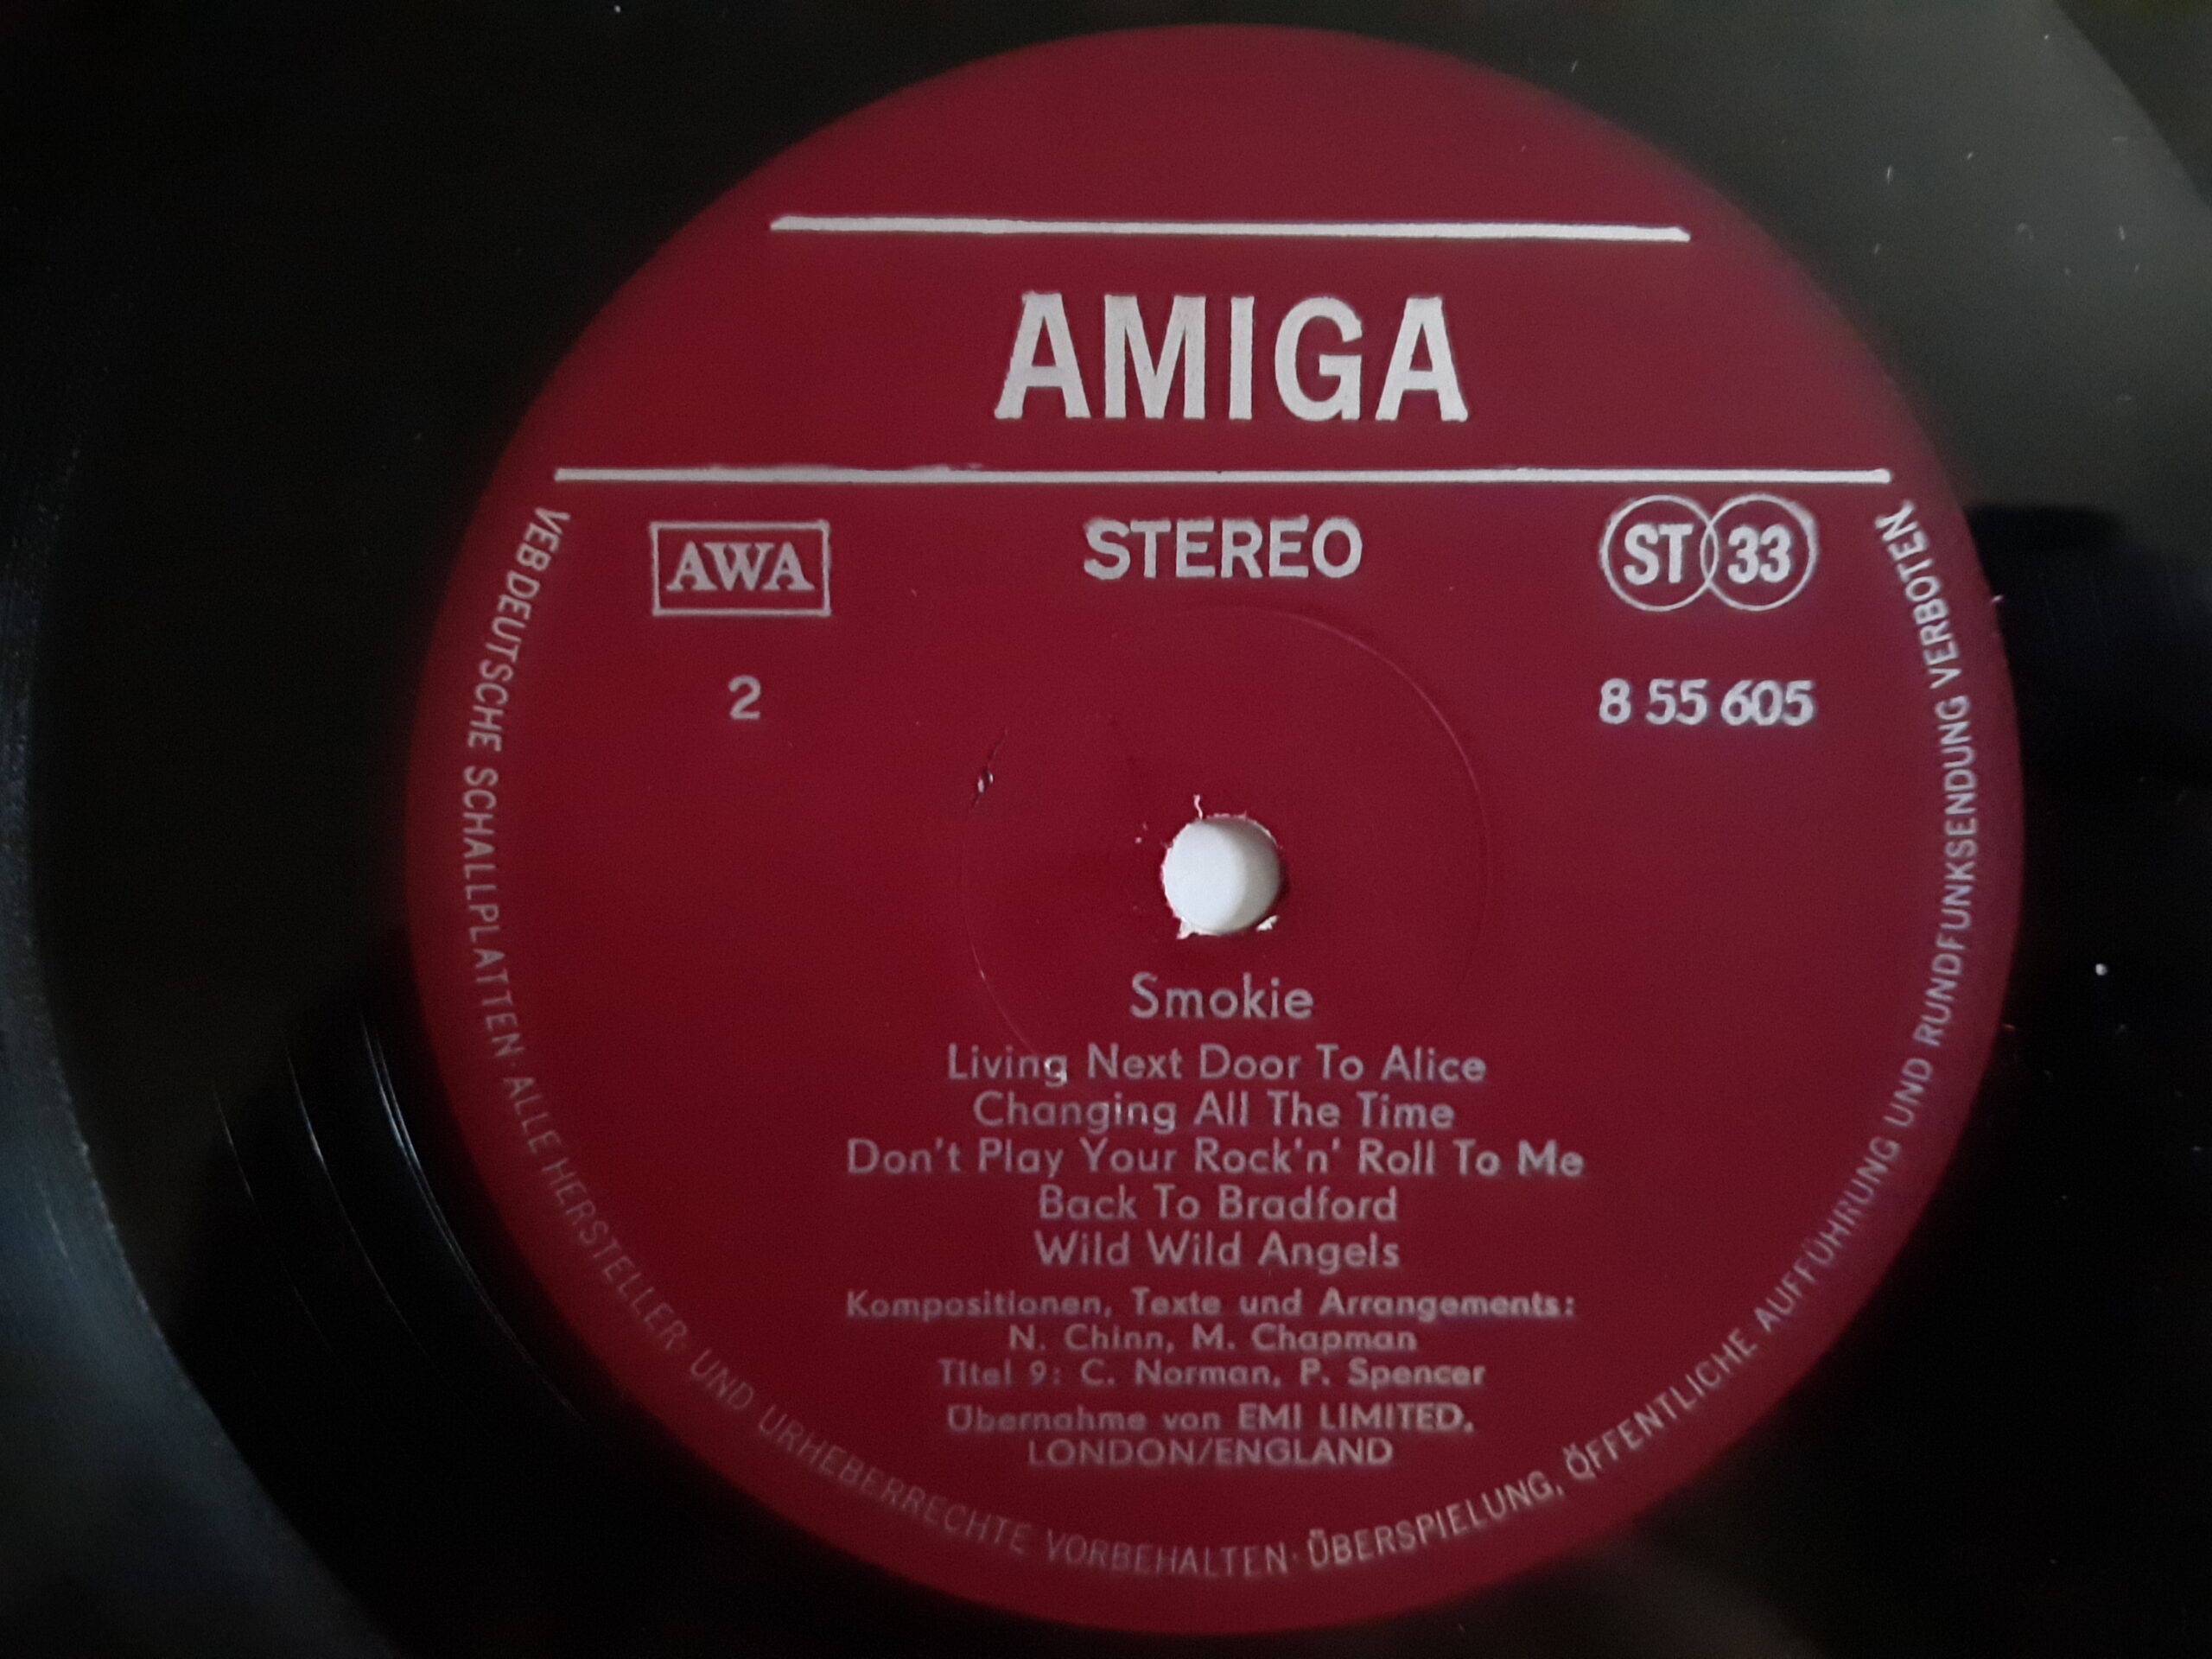 AMIGA
AWA
STEREO
ST 33
2
8 55 605
Smokie
Living Next Door To Alice
Changing All The Time
Don't Play Your Rock'n' Roll To Me
Back To Bradford
Wild Wild Angels
Kompositionen, Texte und Arrangements:
N. Chinn, M. Chapman
Titel 9: C. Norman, P. Spencer
Übernahme von EMI LIMITED,
LONDON/ENGLAND
VEB DEUTSCHE SCHALLPLATTEN · ALLE HERSTELLER- UND URHEBERRECHTE VORBEHALTEN · ÜBERSPIELUNG, ÖFFENTLICHE AUFFÜHRUNG UND RUNDFUNKSENDUNG VERBOTEN